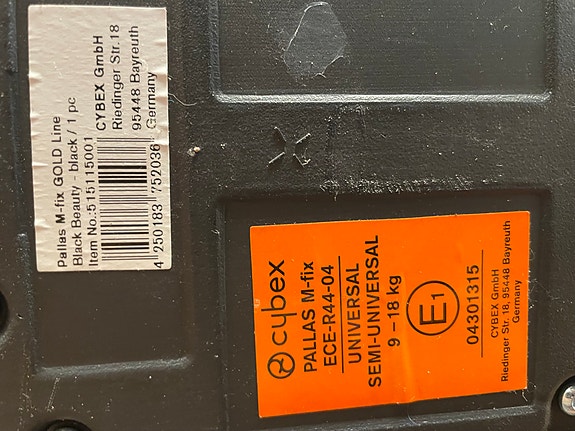 Pallas M-fix GOLD Line
Black Beauty - black / 1 pc
Item No.:515115001
CYBEX GmbH
Riedinger Str.18
95448 Bayreuth
Germany
4 250183 752036
cybex
PALLAS M-fix
ECE-R44-04
UNIVERSAL
SEMI-UNIVERSAL
9 – 18 kg
E1
04301315
CYBEX GmbH
Riedinger Str. 18, 95448 Bayreuth
Germany